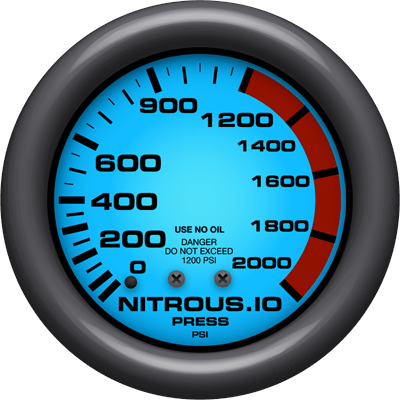 900
1200
1400
600
1600
400
1800
200
USE NO OIL
DANGER
DO NOT EXCEED
1200 PSI
2000
0
NITROUS.IO
PRESS
PSI